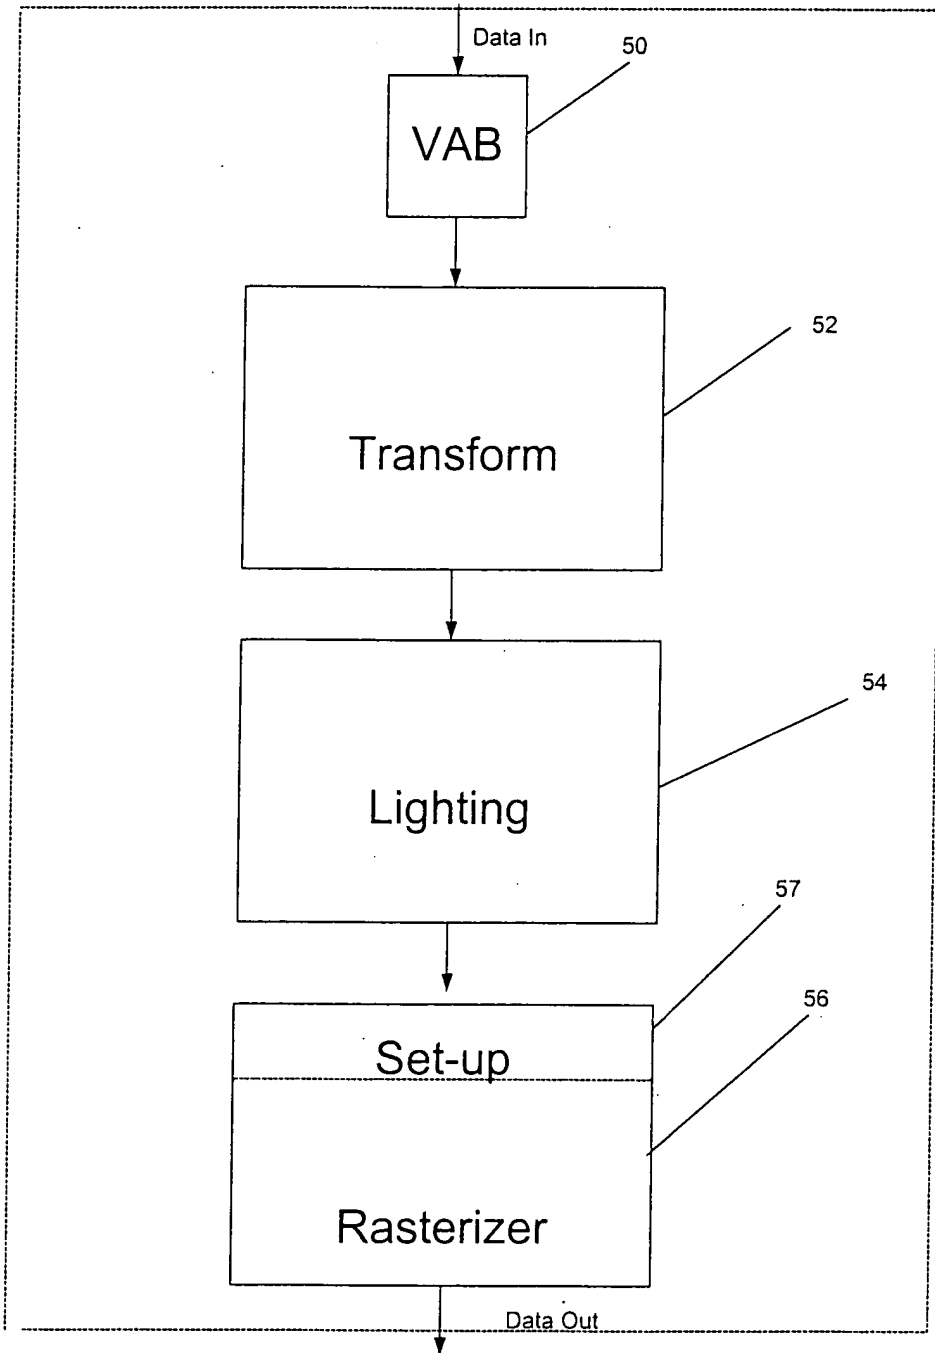 Data In
50
VAB
52
Transform
54
Lighting
57
56
Set-up
Rasterizer
Data Out